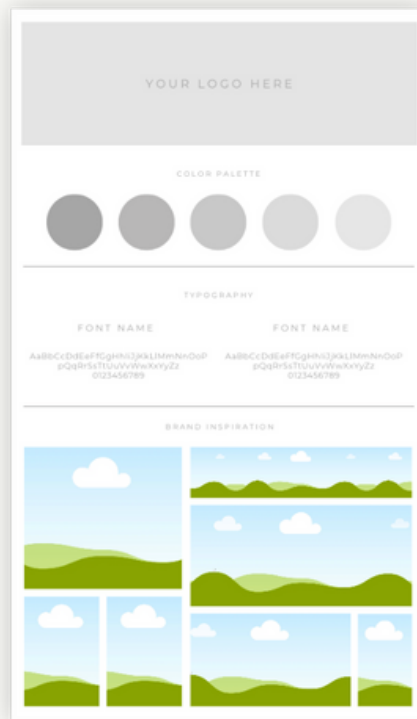 YOUR LOGO HERE
COLOR PALETTE
TYPOGRAPHY
FONT NAME
AaBbCcDdEeFfGgHhIiJjKkLlMmNnOoP
pQqRrSsTtUuVvWwXxYyZz
0123456789
FONT NAME
AaBbCcDdEeFfGgHhIiJjKkLlMmNnOoP
pQqRrSsTtUuVvWwXxYyZz
0123456789
BRAND INSPIRATION